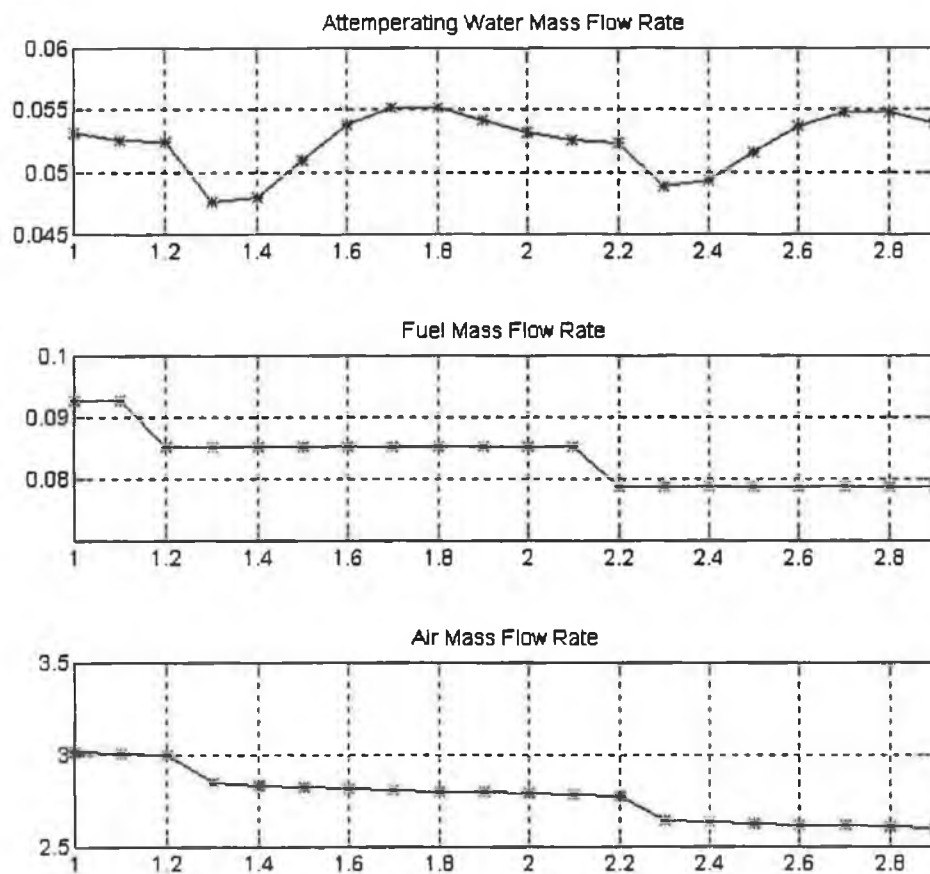 Attemperating Water Mass Flow Rate
0.06
0.055
0.05
0.045
1 1.2 1.4 1.6 1.8 2 2.2 2.4 2.6 2.8
Fuel Mass Flow Rate
0.1
0.09
0.08
1 1.2 1.4 1.6 1.8 2 2.2 2.4 2.6 2.8
Air Mass Flow Rate
3.5
3
2.5
1 1.2 1.4 1.6 1.8 2 2.2 2.4 2.6 2.8